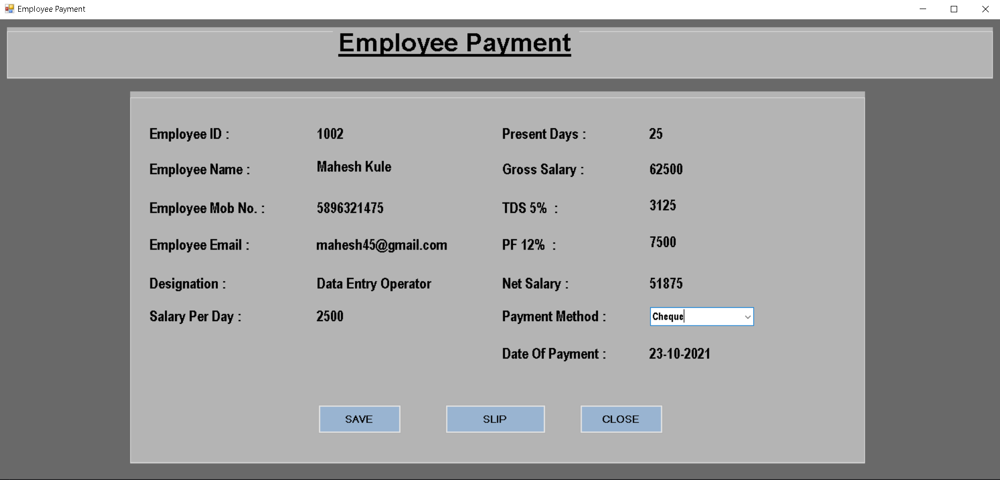 Employee Payment
Employee Payment
Employee ID : 1002 Present Days : 25
Employee Name : Mahesh Kule Gross Salary : 62500
Employee Mob No. : 5896321475 TDS 5% : 3125
Employee Email : mahesh45@gmail.com PF 12% : 7500
Designation : Data Entry Operator Net Salary : 51875
Salary Per Day : 2500 Payment Method : Cheque
Date Of Payment : 23-10-2021
SAVE SLIP CLOSE